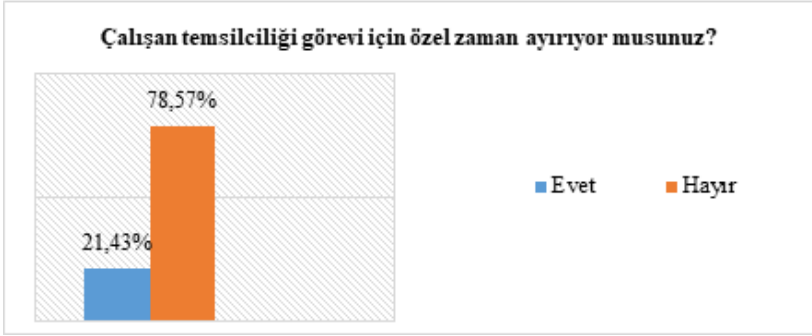 Çalışan temsilciliği görevi için özel zaman ayırıyor musunuz?
78,57%
21,43%
Evet
Hayır